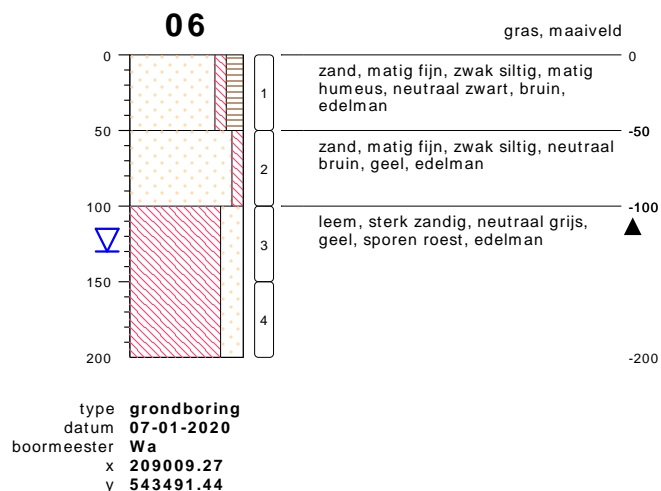 06
gras, maaiveld
0
0
zand, matig fijn, zwak siltig, matig
humeus, neutraal zwart, bruin,
edelman
1
50
-50
zand, matig fijn, zwak siltig, neutraal
bruin, geel, edelman
2
100
-100
leem, sterk zandig, neutraal grijs,
geel, sporen roest, edelman
3
150
4
200
-200
type grondboring
datum 07-01-2020
boormeester Wa
x 209009.27
y 543491.44